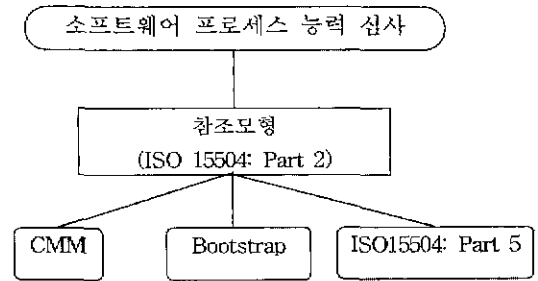 소프트웨어 프로세스 능력 심사
참조모형
(ISO 15504: Part 2)
CMM
Bootstrap
ISO15504: Part 5